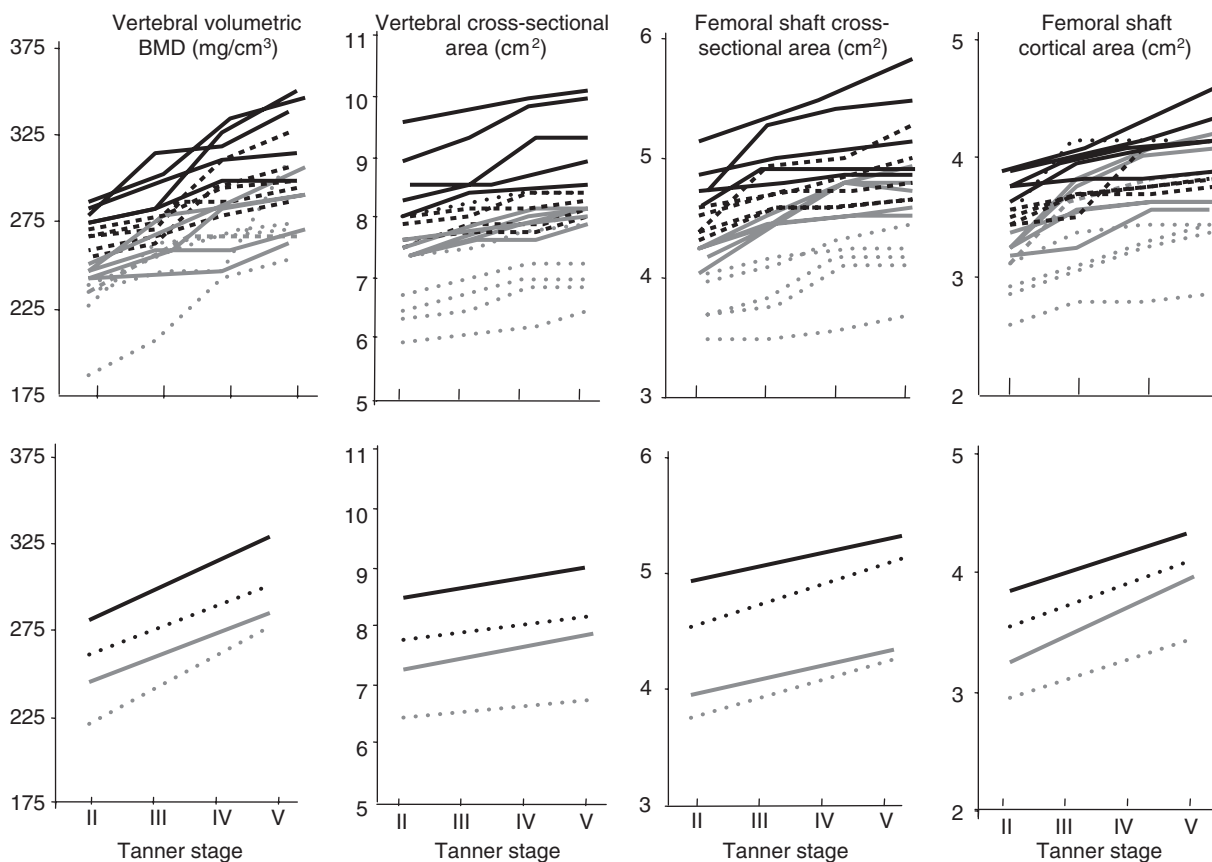 Vertebral volumetric
BMD (mg/cm³)
375
325
275
225
175
Vertebral cross-sectional
area (cm²)
11
10
9
8
7
6
5
Femoral shaft cross-
sectional area (cm²)
6
5
4
3
Femoral shaft
cortical area (cm²)
5
4
3
2
375
325
275
225
175
II III IV V
Tanner stage
11
10
9
8
7
6
5
II III IV V
Tanner stage
6
5
4
3
II III IV V
Tanner stage
5
4
3
2
II III IV V
Tanner stage